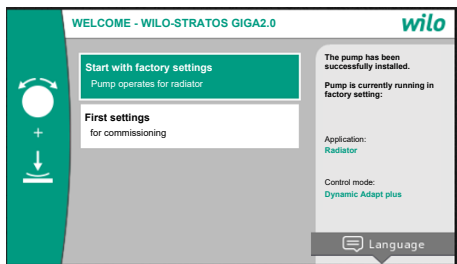 WELCOME - WILO-STRATOS GIGA2.0
wilo
Start with factory settings
Pump operates for radiator
First settings
for commissioning
+
The pump has been
successfully installed.
Pump is currently running in
factory setting:
Application:
Radiator
Control mode:
Dynamic Adapt plus
Language